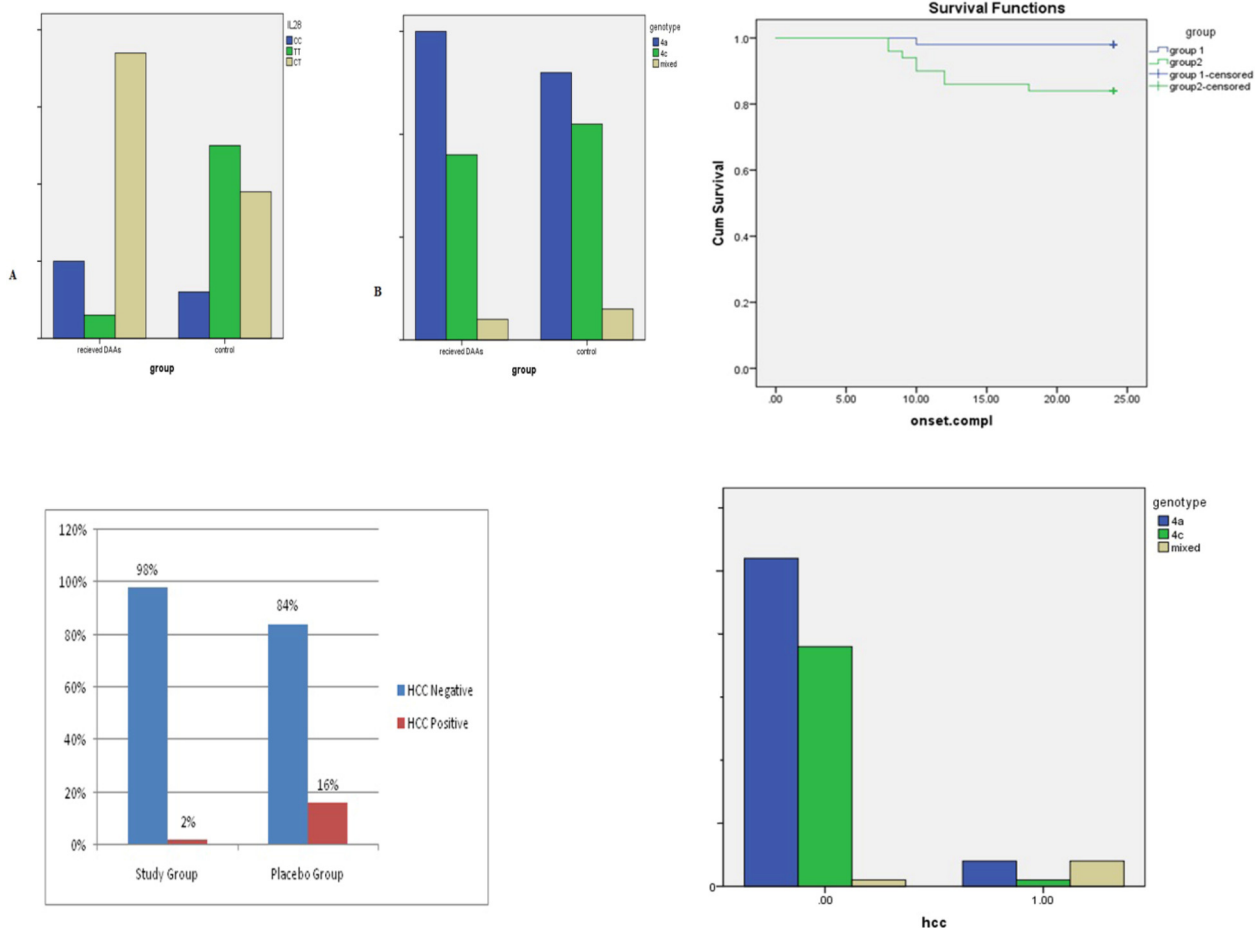 IL2B
CC
TT
CT
A
recieved DAAs
control
group
genotype
4a
4c
mixed
B
recieved DAAs
control
group
Survival Functions
group
group 1
group2
group 1-censored
group2-censored
Cum Survival
1.0
0.8
0.6
0.4
0.2
0.0
.00
5.00
10.00
15.00
20.00
25.00
onset.compl
120%
100%
80%
60%
40%
20%
0%
98%
2%
84%
16%
Study Group
Placebo Group
HCC Negative
HCC Positive
genotype
4a
4c
mixed
0
.00
1.00
hcc